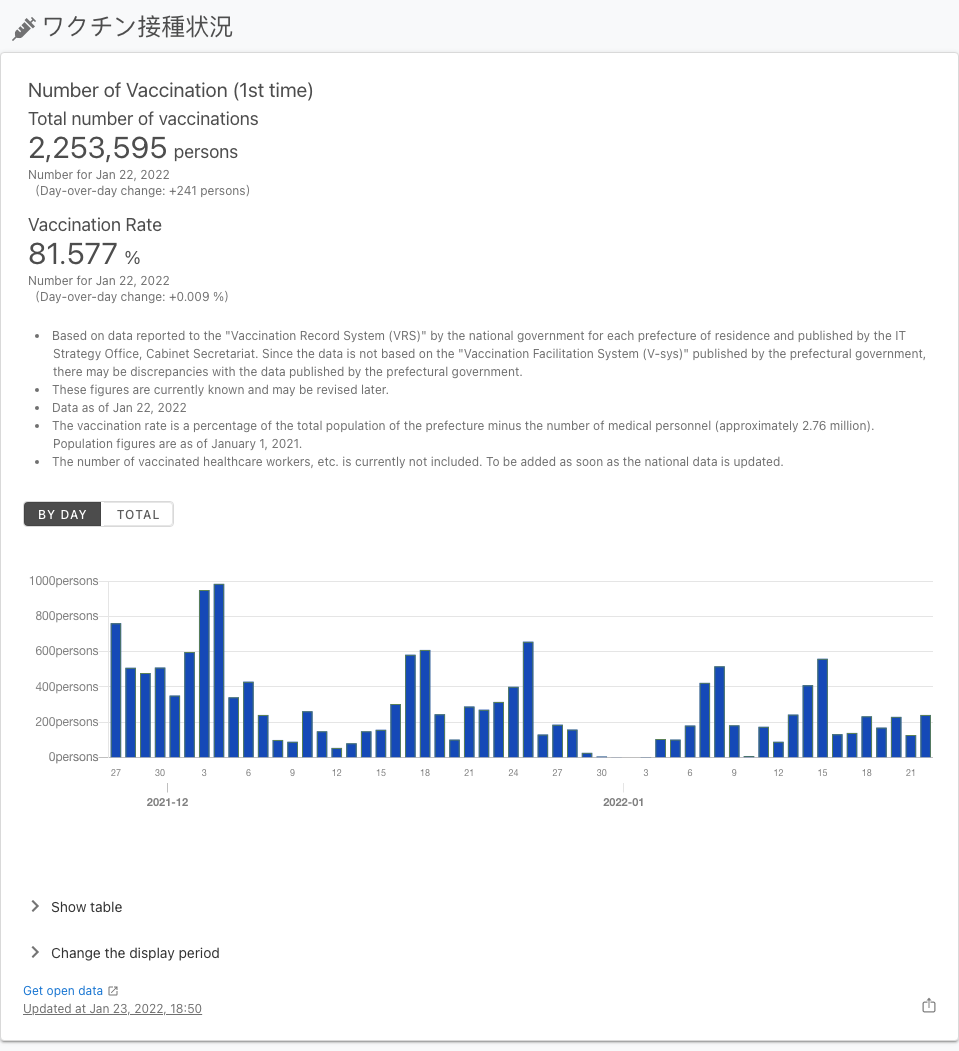 ワクチン接種状況
Number of Vaccination (1st time)
Total number of vaccinations
2,253,595 persons
Number for Jan 22, 2022
(Day-over-day change: +241 persons)
Vaccination Rate
81.577 %
Number for Jan 22, 2022
(Day-over-day change: +0.009 %)
• Based on data reported to the "Vaccination Record System (VRS)" by the national government for each prefecture of residence and published by the IT
Strategy Office, Cabinet Secretariat. Since the data is not based on the "Vaccination Facilitation System (V-sys)" published by the prefectural government,
there may be discrepancies with the data published by the prefectural government.
• These figures are currently known and may be revised later.
• Data as of Jan 22, 2022
• The vaccination rate is a percentage of the total population of the prefecture minus the number of medical personnel (approximately 2.76 million).
Population figures are as of January 1, 2021.
• The number of vaccinated healthcare workers, etc. is currently not included. To be added as soon as the national data is updated.
BY DAY TOTAL
1000persons
800persons
600persons
400persons
200persons
0persons
27 30 3 6 9 12 15 18 21 24 27 30 3 6 9 12 15 18 21
2021-12 2022-01
Show table
Change the display period
Get open data
Updated at Jan 23, 2022, 18:50